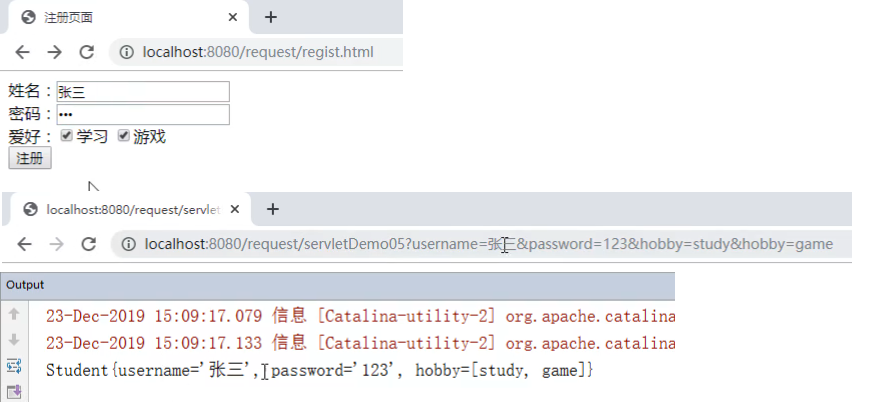 注册页面
localhost:8080/request/regist.html
姓名：张三
密码：•••
爱好： 学习 游戏
注册
localhost:8080/request/servlet
localhost:8080/request/servletDemo05?username=张三&password=123&hobby=study&hobby=game
Output
23-Dec-2019 15:09:17.079 信息 [Catalina-utility-2] org.apache.catalina
23-Dec-2019 15:09:17.133 信息 [Catalina-utility-2] org.apache.catalina
Student{username='张三', password='123', hobby=[study, game]}